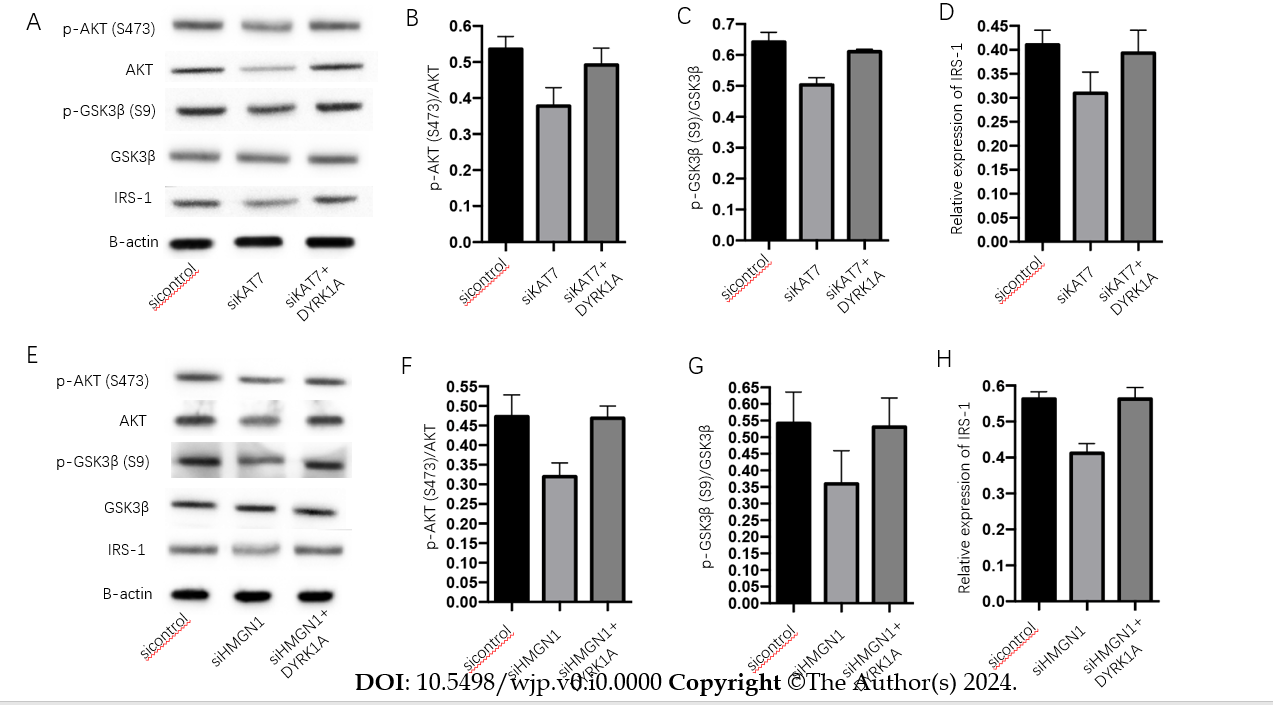 A
p-AKT (S473)
AKT
p-GSK3β (S9)
GSK3β
IRS-1
B-actin
sicontrol
siKAT7
siKAT7+
DYRK1A
B
p-AKT (S473)/AKT
0.6
0.5
0.4
0.3
0.2
0.1
0.0
sicontrol
siKAT7
siKAT7+
DYRK1A
C
p-GSK3β (S9)/GSK3β
0.7
0.6
0.5
0.4
0.3
0.2
0.1
0.0
sicontrol
siKAT7
siKAT7+
DYRK1A
D
Relative expression of IRS-1
0.45
0.40
0.35
0.30
0.25
0.20
0.15
0.10
0.05
0.00
sicontrol
siKAT7
siKAT7+
DYRK1A
E
p-AKT (S473)
AKT
p-GSK3β (S9)
GSK3β
IRS-1
B-actin
sicontrol
siHMGN1
siHMGN1+
DYRK1A
F
p-AKT (S473)/AKT
0.55
0.50
0.45
0.40
0.35
0.30
0.25
0.20
0.15
0.10
0.05
0.00
sicontrol
siHMGN1
siHMGN1+
DYRK1A
G
p-GSK3β (S9)/GSK3β
0.65
0.60
0.55
0.50
0.45
0.40
0.35
0.30
0.25
0.20
0.15
0.10
0.05
0.00
sicontrol
siHMGN1
siHMGN1+
DYRK1A
H
Relative expression of IRS-1
0.6
0.5
0.4
0.3
0.2
0.1
0.0
sicontrol
siHMGN1
siHMGN1+
DYRK1A
DOI: 10.5498/wjp.v0.i0.0000 Copyright ©The Author(s) 2024.